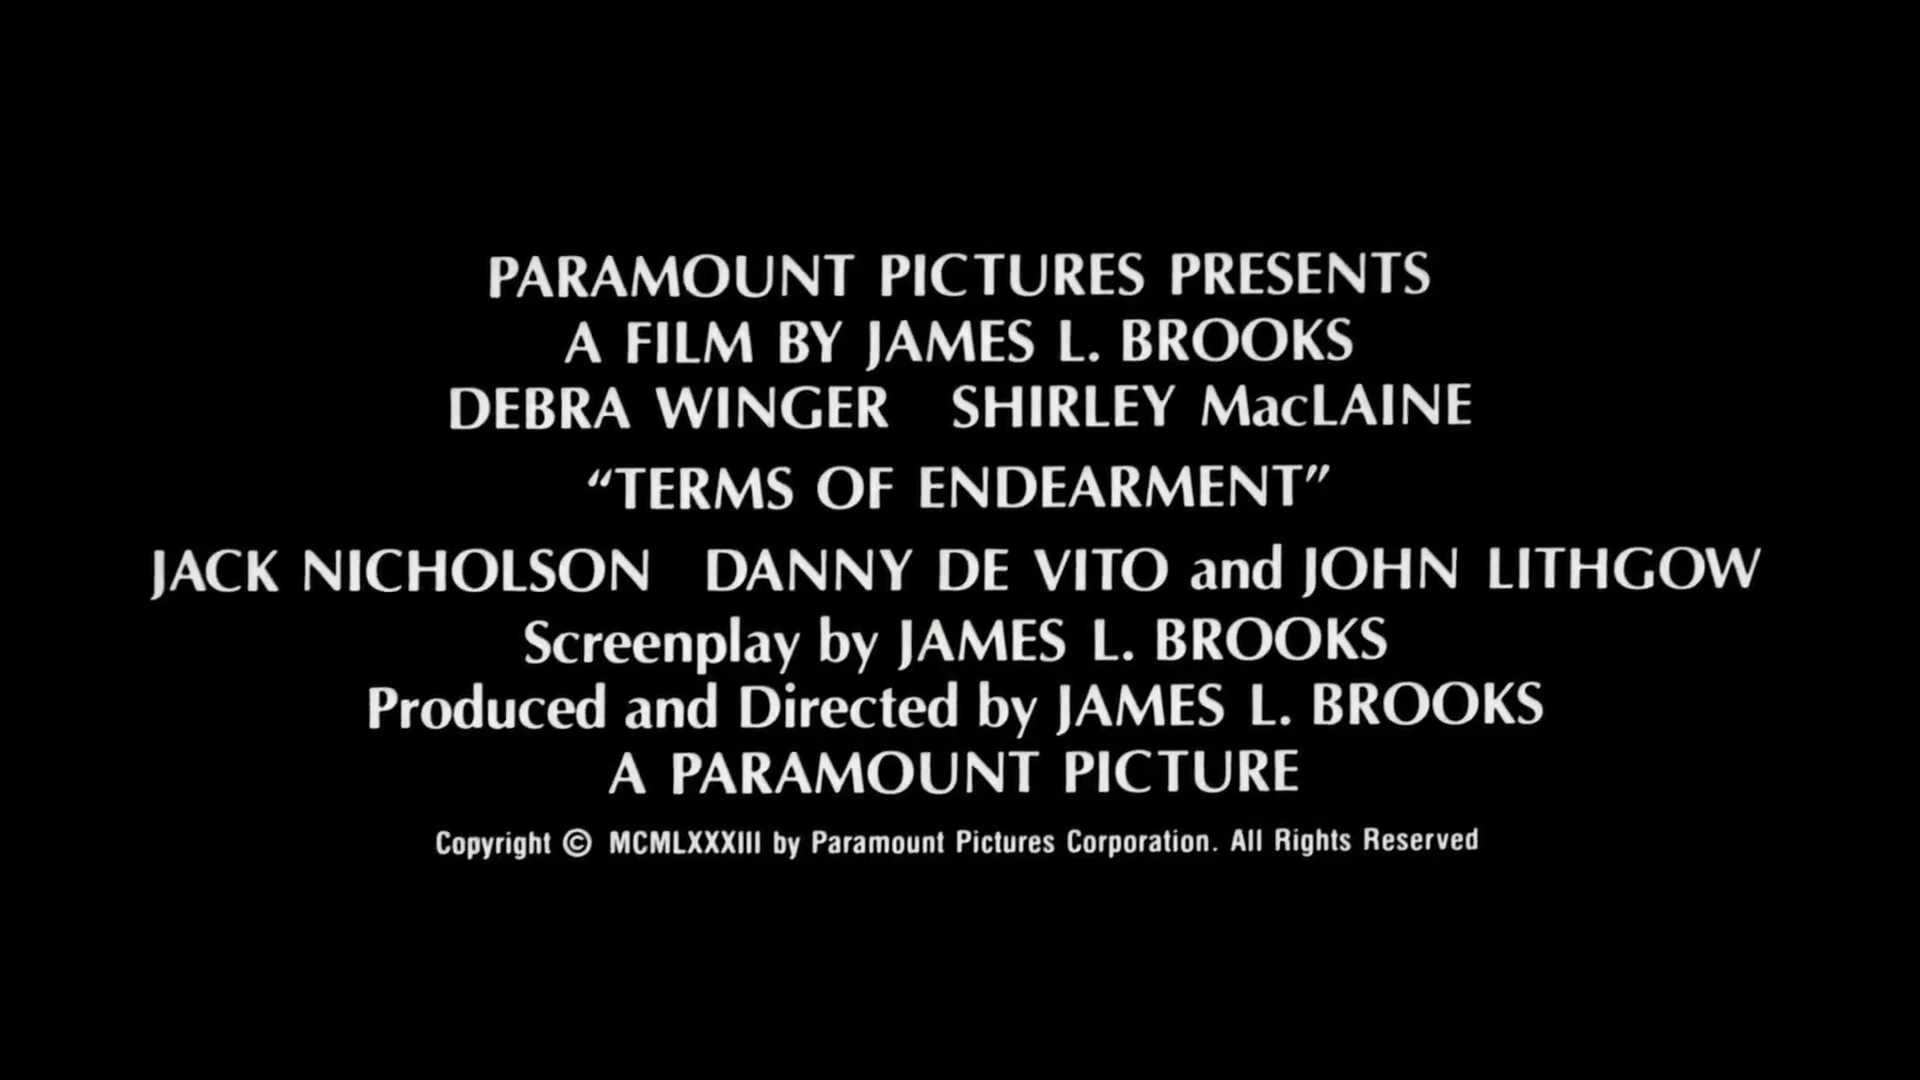 PARAMOUNT PICTURES PRESENTS
A FILM BY JAMES L. BROOKS
DEBRA WINGER SHIRLEY MacLAINE
“TERMS OF ENDEARMENT”
JACK NICHOLSON DANNY DE VITO and JOHN LITHGOW
Screenplay by JAMES L. BROOKS
Produced and Directed by JAMES L. BROOKS
A PARAMOUNT PICTURE
Copyright © MCMLXXXIII by Paramount Pictures Corporation. All Rights Reserved